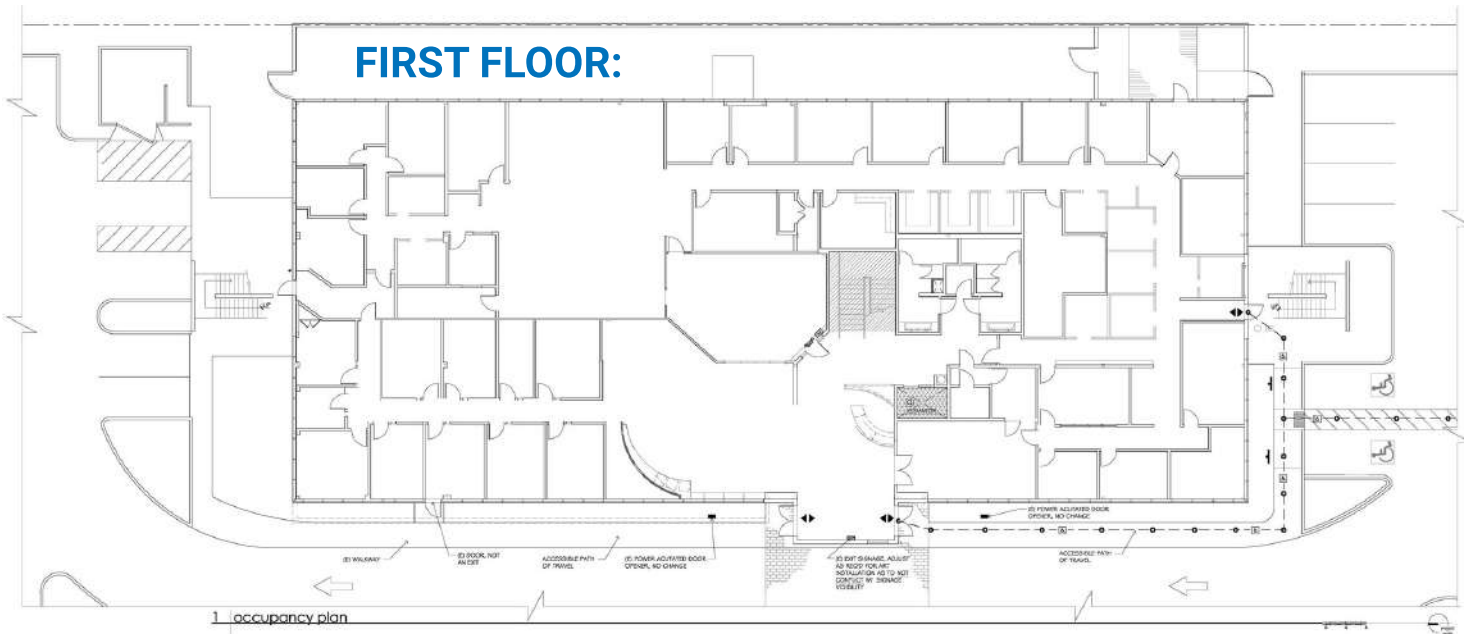 FIRST FLOOR:
(E) WALKWAY
(E) DOOR, NOT
AN EXIT
ACCESSIBLE PATH
OF TRAVEL
(E) POWER ACUTATED DOOR
OPENER, NO CHANGE
(E) EXIT SIGNAGE, ADJUST
AS REQ'D FOR ART
INSTALLATION AS TO NOT
CONFLICT W/ SIGNAGE
VISIBILITY
(E) POWER ACUTATED DOOR
OPENER, NO CHANGE
ACCESSIBLE PATH
OF TRAVEL
1 occupancy plan